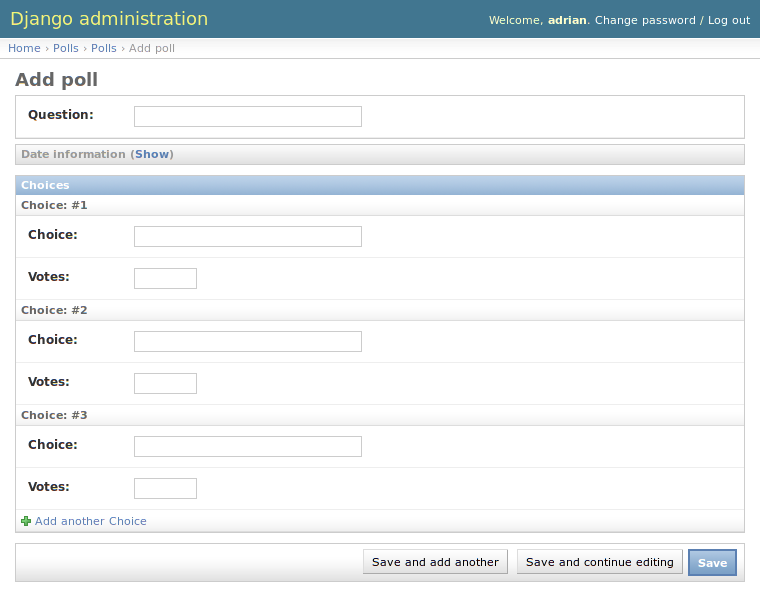 Django administration
Welcome, adrian. Change password / Log out
Home › Polls › Polls › Add poll
Add poll
Question:
Date information (Show)
Choices
Choice: #1
Choice:
Votes:
Choice: #2
Choice:
Votes:
Choice: #3
Choice:
Votes:
Add another Choice
Save and add another
Save and continue editing
Save